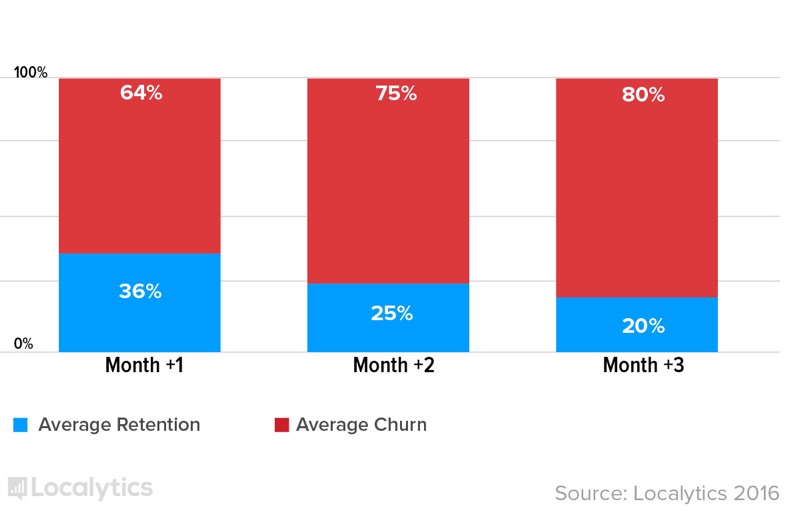 100%
64%
75%
80%
36%
25%
20%
0%
Month +1
Month +2
Month +3
Average Retention
Average Churn
Localytics
Source: Localytics 2016